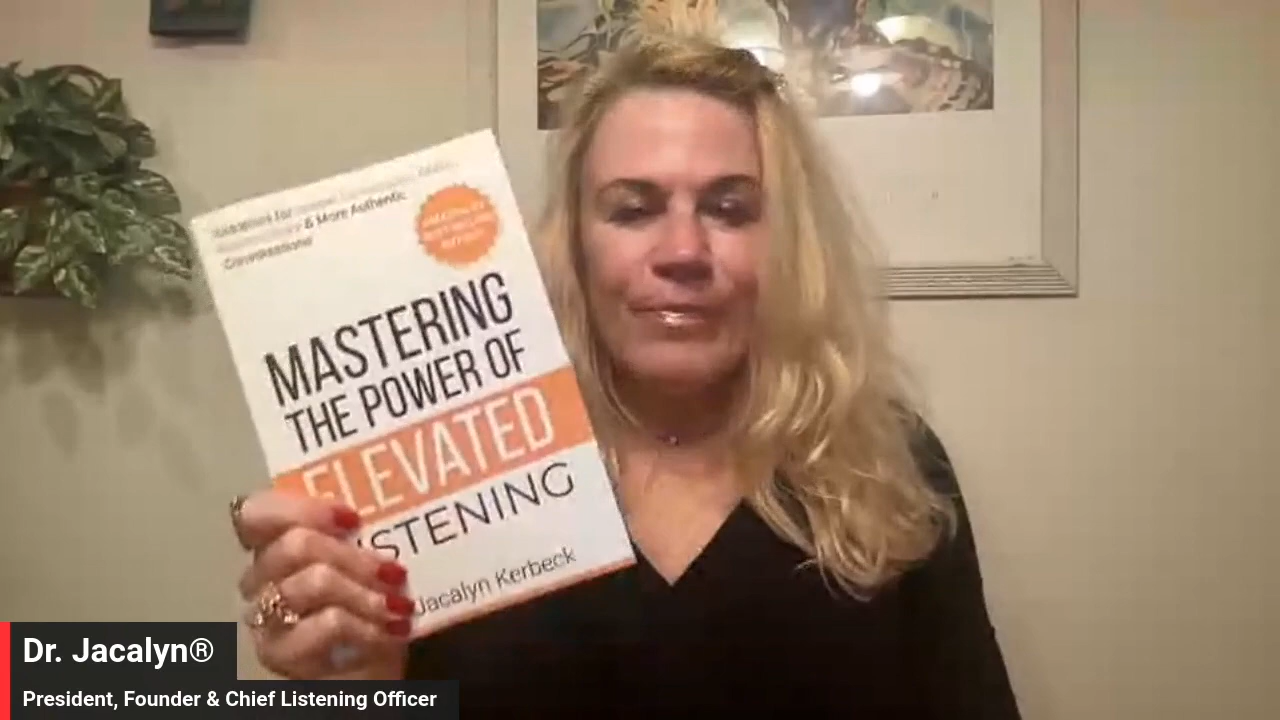 & More Authentic
Conversations
MASTERING
THE POWER OF
ELEVATED
LISTENING
Jacalyn Kerbeck
Dr. Jacalyn®
President, Founder & Chief Listening Officer